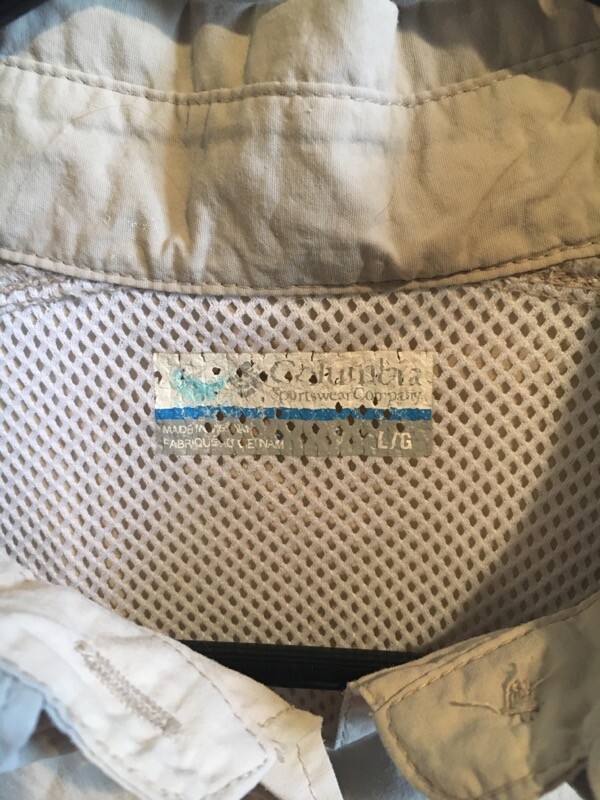 Columbia
Sportswear Company
MADE IN VIETNAM
FABRIQUÉ AU VIETNAM
L/G